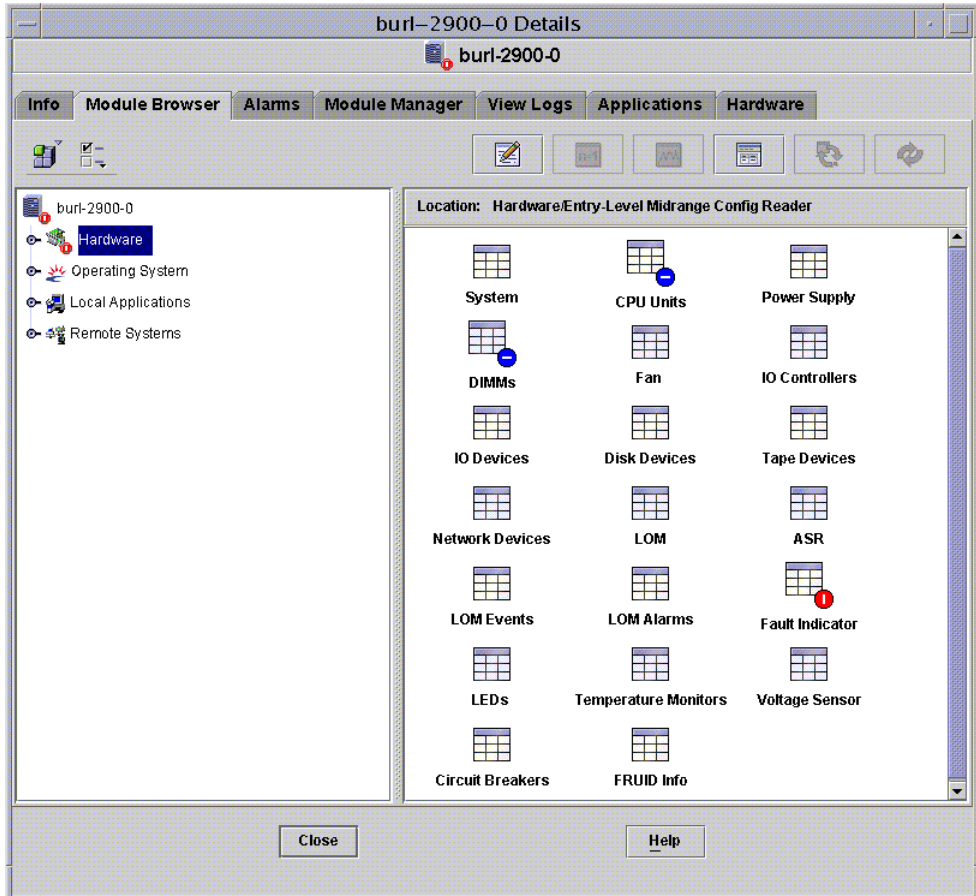 burl-2900-0 Details
burl-2900-0
Info Module Browser Alarms Module Manager View Logs Applications Hardware
n=1
burl-2900-0
Hardware
Operating System
Local Applications
Remote Systems
Location: Hardware/Entry-Level Midrange Config Reader
System CPU Units Power Supply
DIMMs Fan IO Controllers
IO Devices Disk Devices Tape Devices
Network Devices LOM ASR
LOM Events LOM Alarms Fault Indicator
LEDs Temperature Monitors Voltage Sensor
Circuit Breakers FRUID Info
Close Help